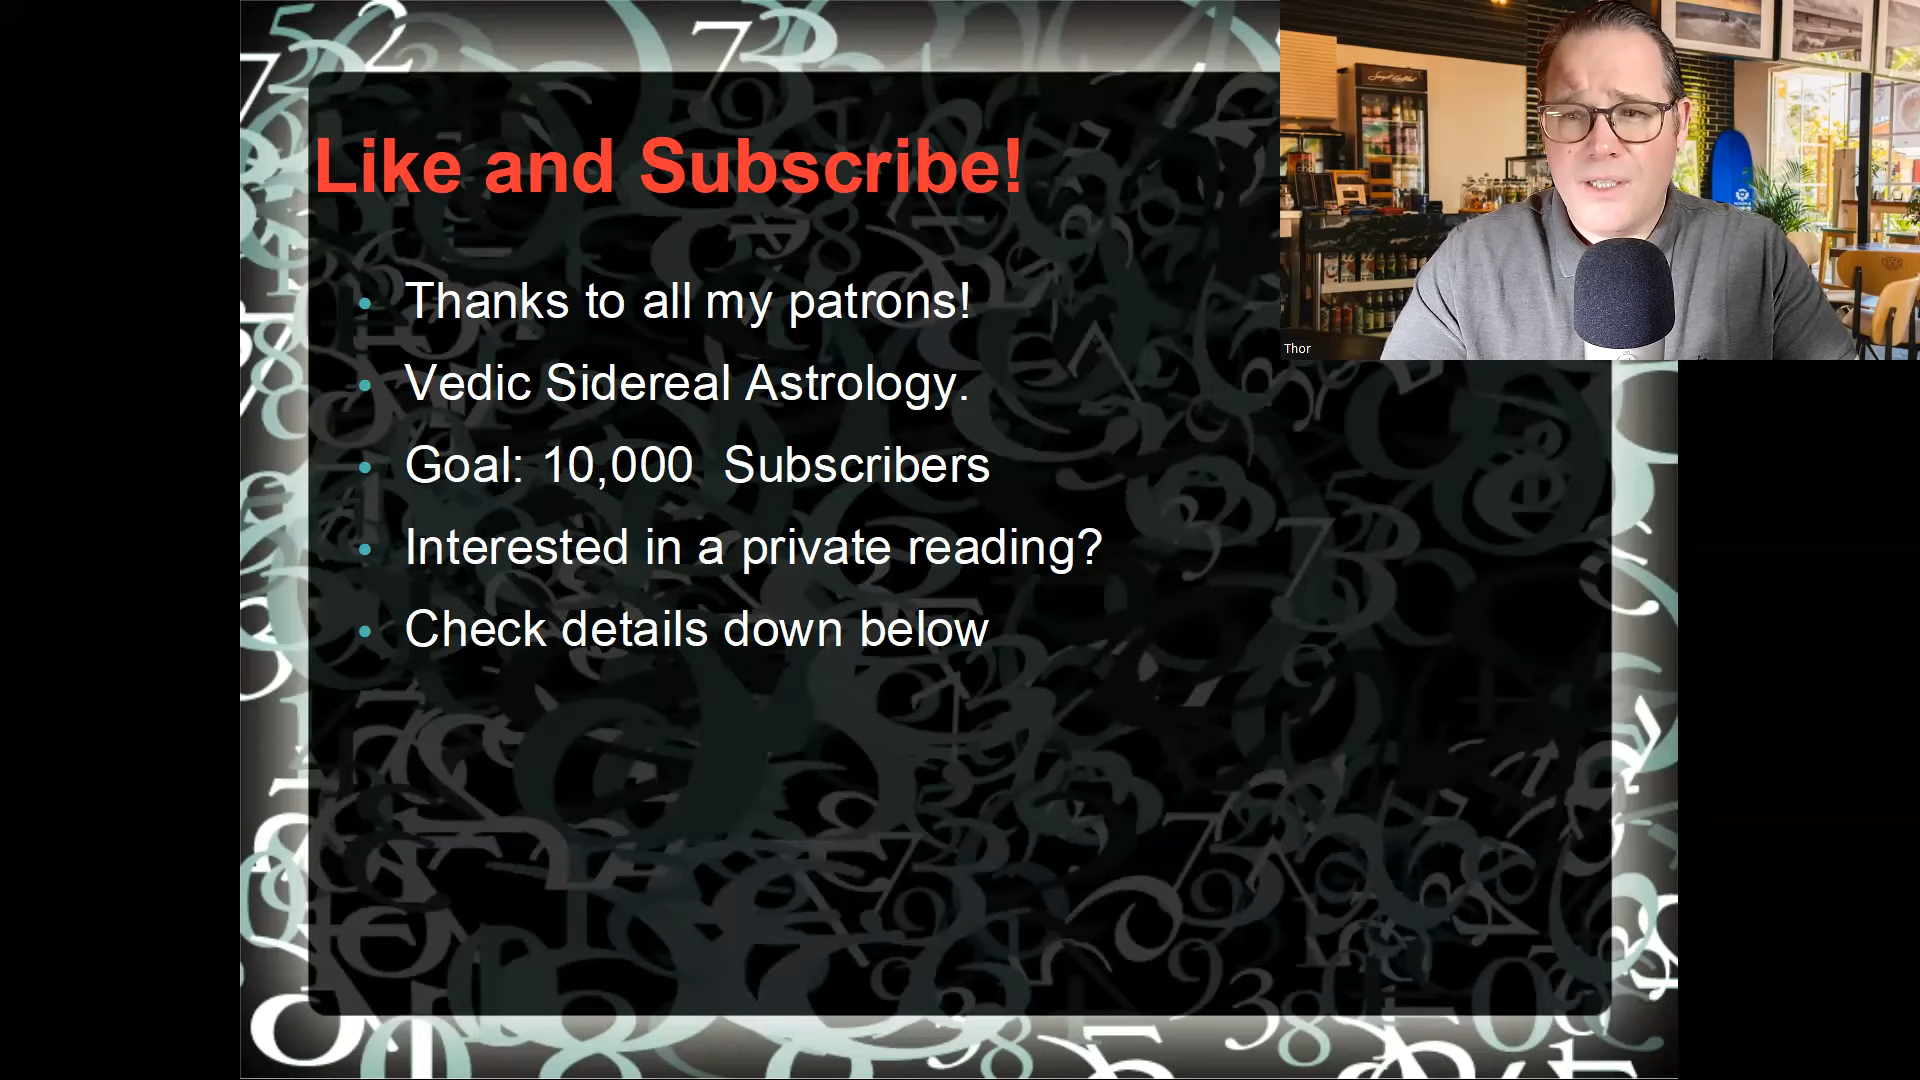 Like and Subscribe!
Thanks to all my patrons!
Vedic Sidereal Astrology.
Goal: 10,000  Subscribers
Interested in a private reading?
Check details down below
Thor